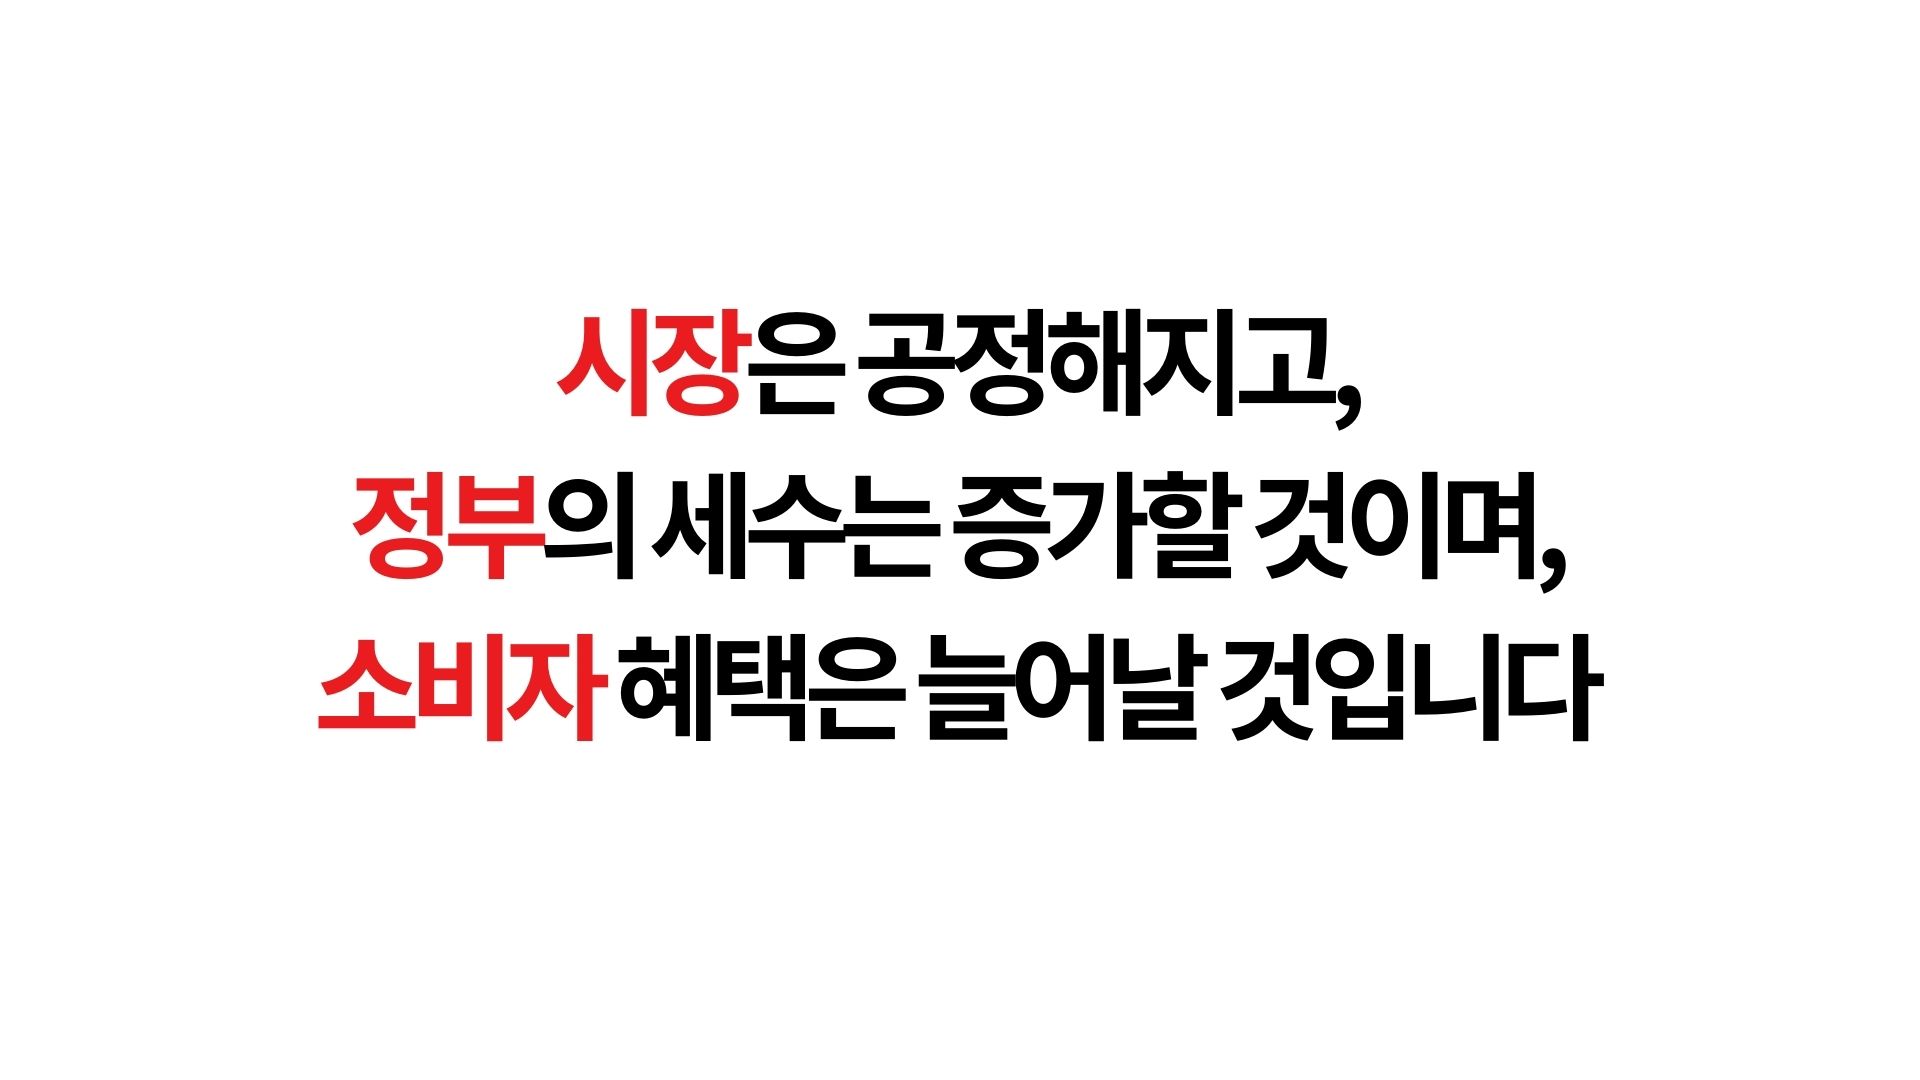 시장은 공정해지고,
정부의 세수는 증가할 것이며,
소비자 혜택은 늘어날 것입니다